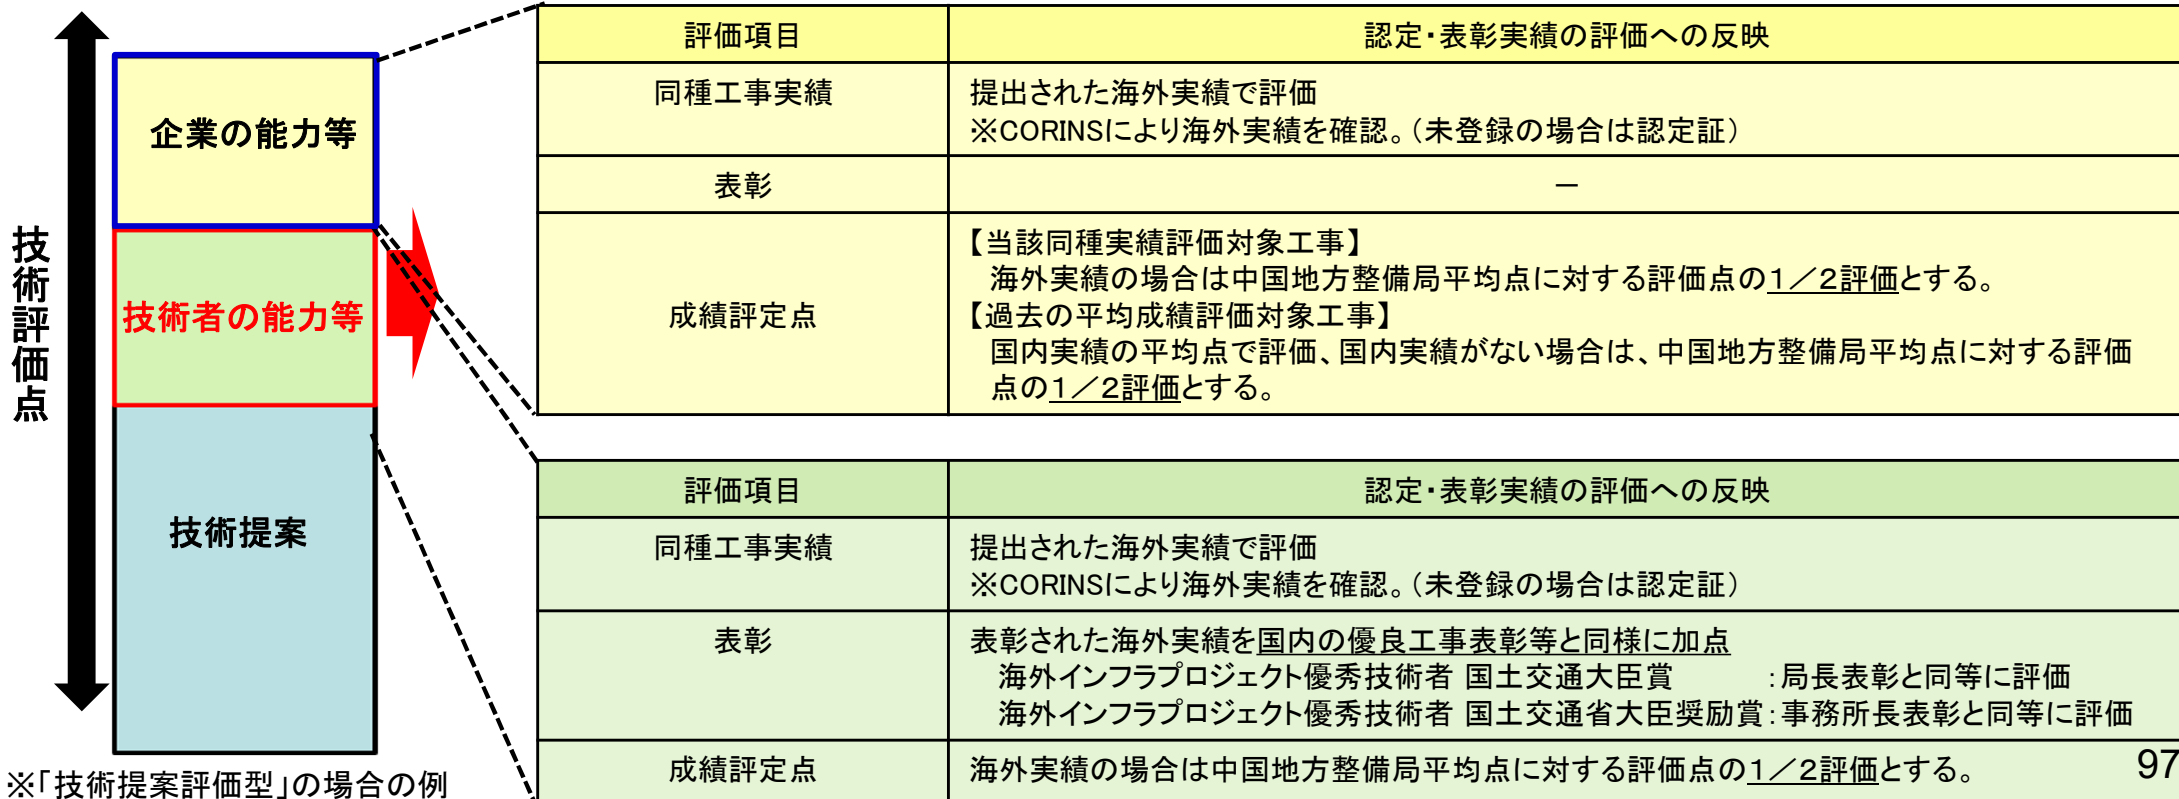 技術評価点
企業の能力等
技術者の能力等
技術提案
※「技術提案評価型」の場合の例
評価項目 認定・表彰実績の評価への反映
同種工事実績 提出された海外実績で評価
※CORINSにより海外実績を確認。（未登録の場合は認定証）
表彰 －
成績評定点 【当該同種実績評価対象工事】
海外実績の場合は中国地方整備局平均点に対する評価点の１／２評価とする。
【過去の平均成績評価対象工事】
国内実績の平均点で評価、国内実績がない場合は、中国地方整備局平均点に対する評価
点の１／２評価とする。
評価項目 認定・表彰実績の評価への反映
同種工事実績 提出された海外実績で評価
※CORINSにより海外実績を確認。（未登録の場合は認定証）
表彰 表彰された海外実績を国内の優良工事表彰等と同様に加点
海外インフラプロジェクト優秀技術者 国土交通大臣賞 ：局長表彰と同等に評価
海外インフラプロジェクト優秀技術者 国土交通省大臣奨励賞：事務所長表彰と同等に評価
成績評定点 海外実績の場合は中国地方整備局平均点に対する評価点の１／２評価とする。
97